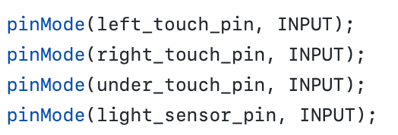 pinMode(left_touch_pin, INPUT);
pinMode(right_touch_pin, INPUT);
pinMode(under_touch_pin, INPUT);
pinMode(light_sensor_pin, INPUT);